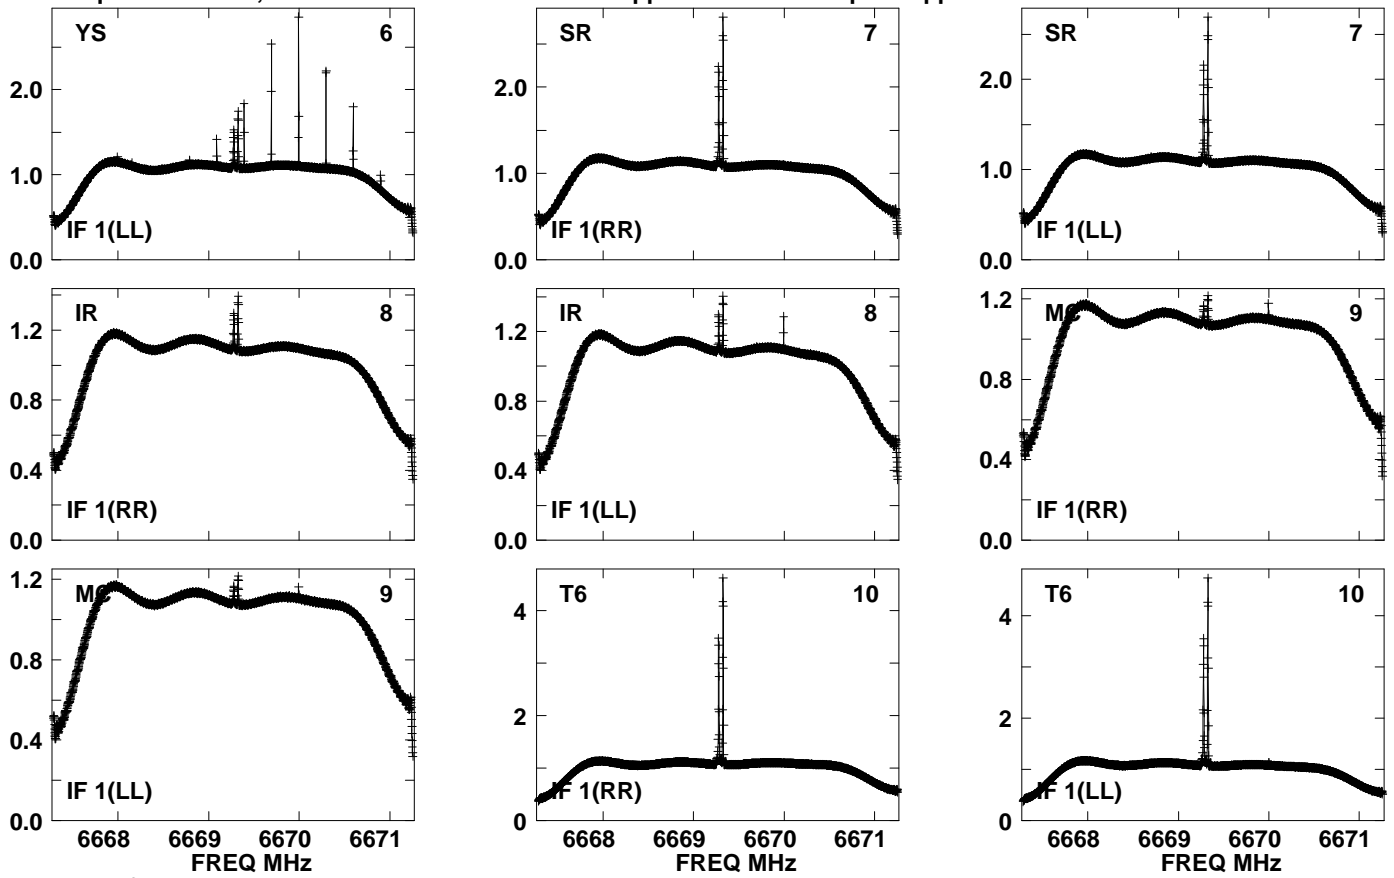 YS 6 SR 7 SR 7
2.0 2.0 2.0
1.0 1.0 1.0
IF 1(LL) IF 1(RR) IF 1(LL)
0.0 0.0 0.0
IR 8 IR 8 MC 9
1.2 1.2 1.2
0.8 0.8 0.8
0.4 0.4 0.4
IF 1(RR) IF 1(LL) IF 1(RR)
0.0 0.0 0.0
MC 9 T6 10 T6 10
1.2 4 4
0.8 2 2
0.4
IF 1(LL) IF 1(RR) IF 1(LL)
0.0 0 0
6668 6669 6670 6671 6668 6669 6670 6671 6668 6669 6670 6671
FREQ MHz FREQ MHz FREQ MHz